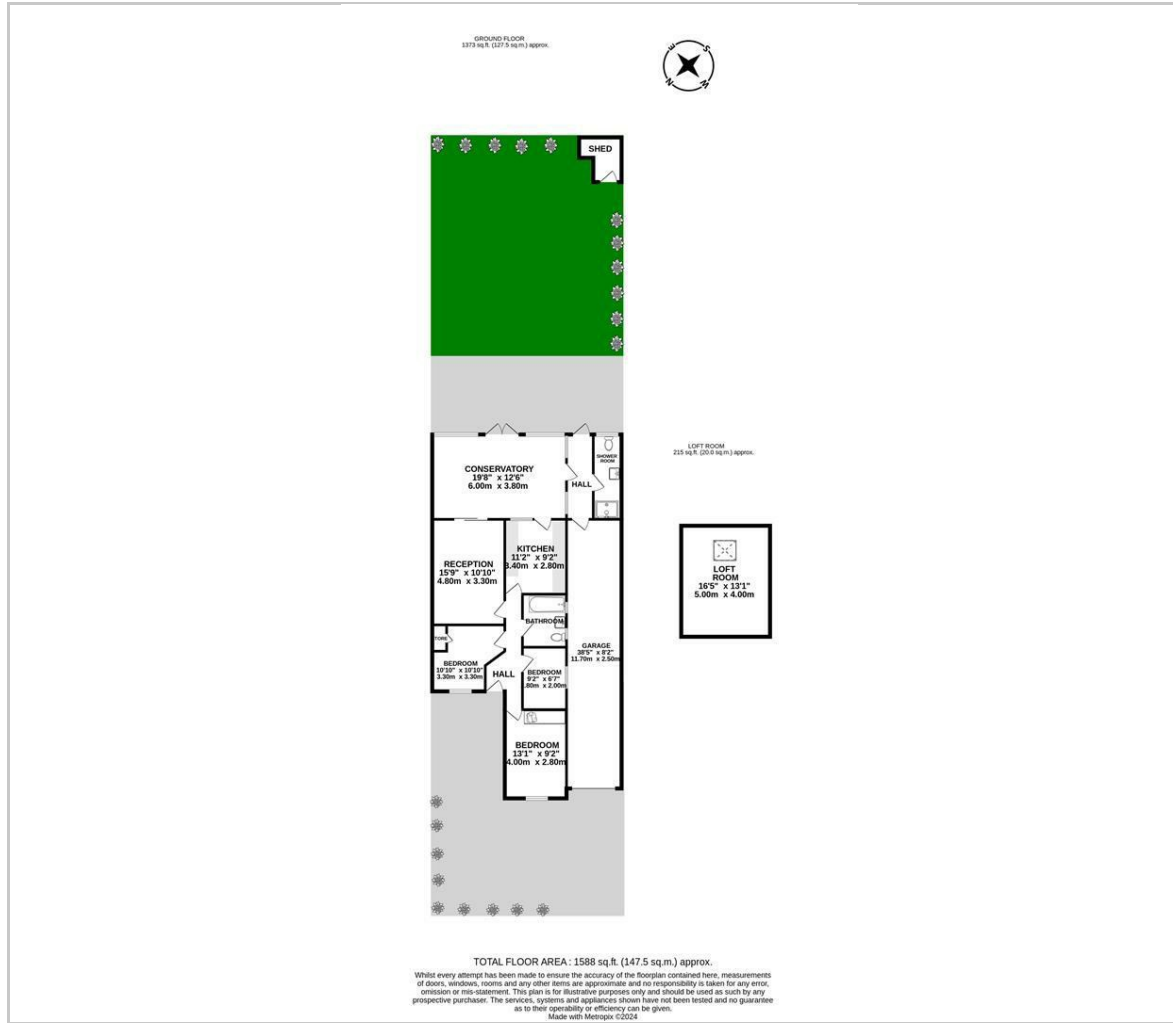 GROUND FLOOR
1373 sq.ft. (127.5 sq.m.) approx.
E
S
N
W
SHED
CONSERVATORY
19'8" x 12'6"
6.00m x 3.80m
SHOWER
ROOM
HALL
LOFT ROOM
215 sq.ft. (20.0 sq.m.) approx.
KITCHEN
11'2" x 9'2"
3.40m x 2.80m
RECEPTION
15'9" x 10'10"
4.80m x 3.30m
LOFT
ROOM
16'5" x 13'1"
5.00m x 4.00m
BATHROOM
TORE
GARAGE
38'5" x 8'2"
11.70m x 2.50m
BEDROOM
10'10" x 10'10"
3.30m x 3.30m
HALL
BEDROOM
9'2" x 6'7"
.80m x 2.00m
BEDROOM
13'1" x 9'2"
4.00m x 2.80m
TOTAL FLOOR AREA : 1588 sq.ft. (147.5 sq.m.) approx.
Whilst every attempt has been made to ensure the accuracy of the floorplan contained here, measurements
of doors, windows, rooms and any other items are approximate and no responsibility is taken for any error,
omission or mis-statement. This plan is for illustrative purposes only and should be used as such by any
prospective purchaser. The services, systems and appliances shown have not been tested and no guarantee
as to their operability or efficiency can be given.
Made with Metropix ©2024